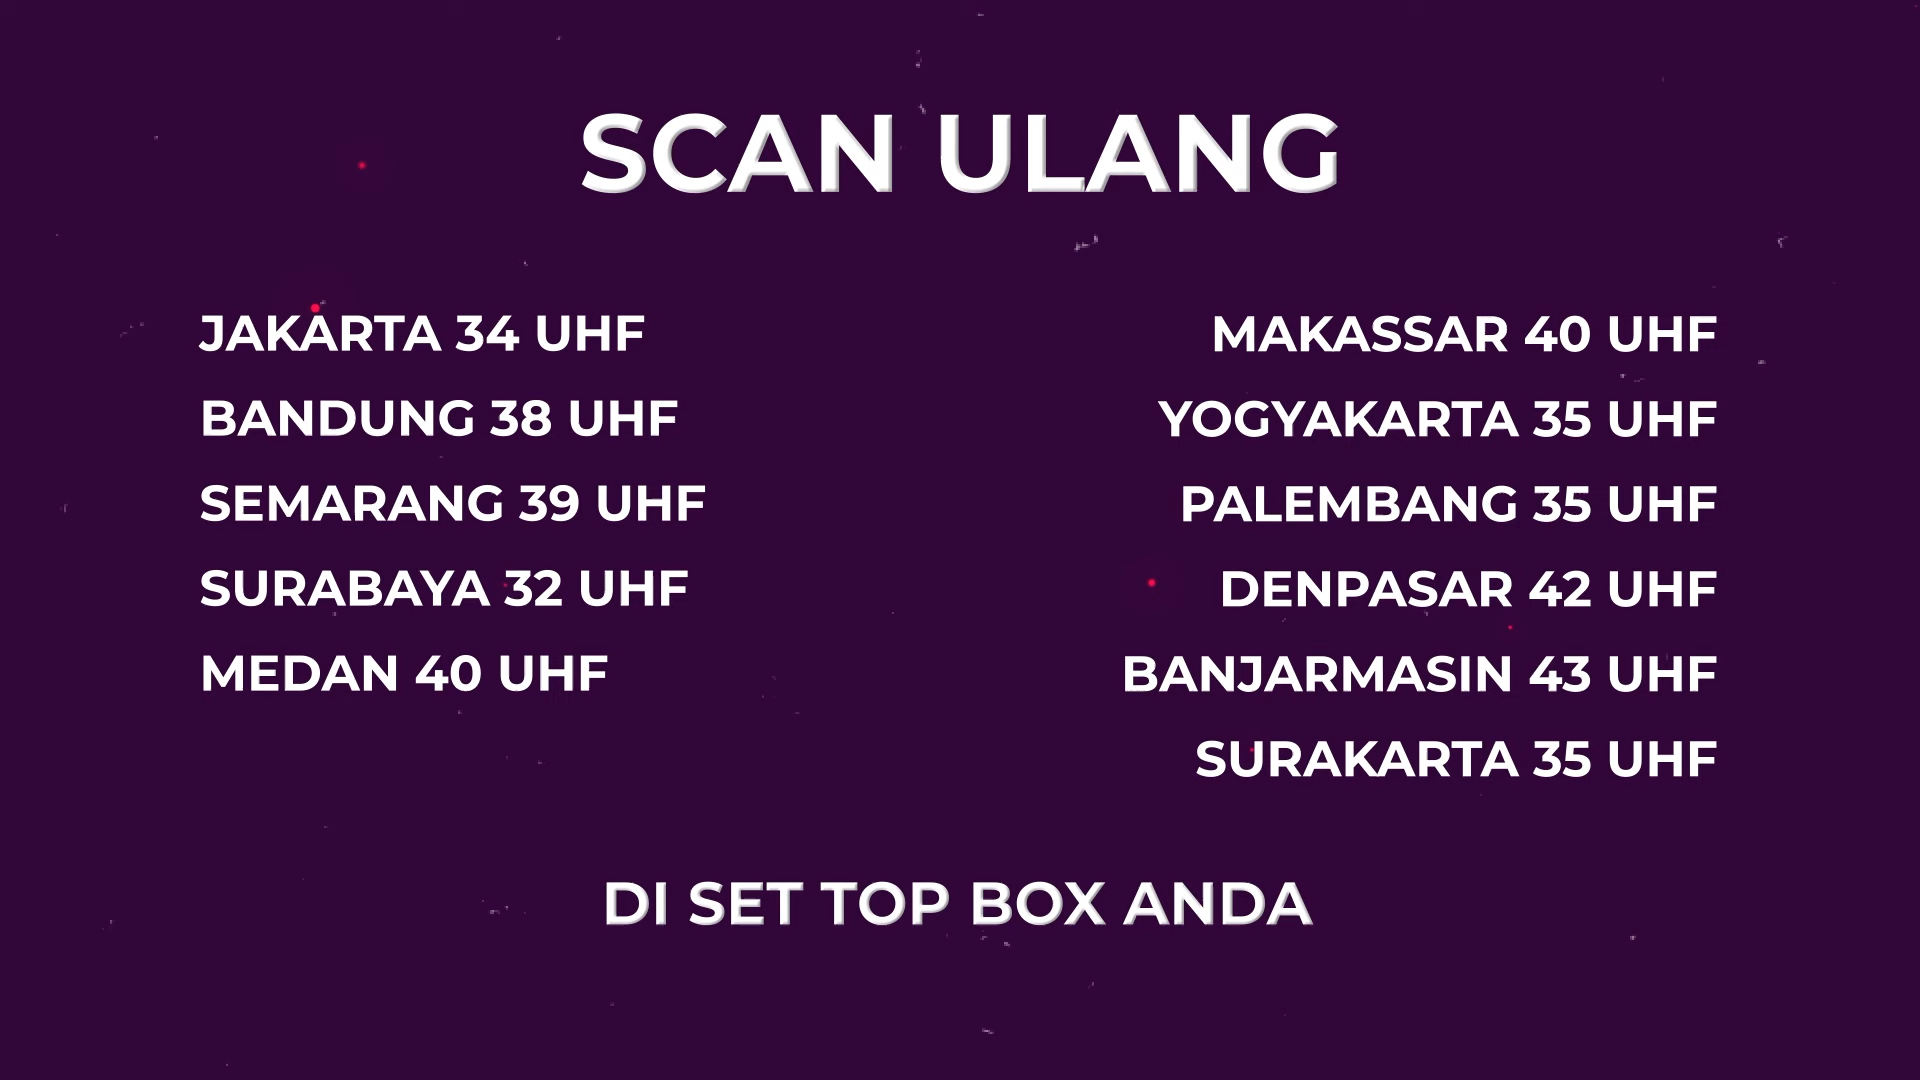 SCAN ULANG
JAKARTA 34 UHF
BANDUNG 38 UHF
SEMARANG 39 UHF
SURABAYA 32 UHF
MEDAN 40 UHF
MAKASSAR 40 UHF
YOGYAKARTA 35 UHF
PALEMBANG 35 UHF
DENPASAR 42 UHF
BANJARMASIN 43 UHF
SURAKARTA 35 UHF
DI SET TOP BOX ANDA